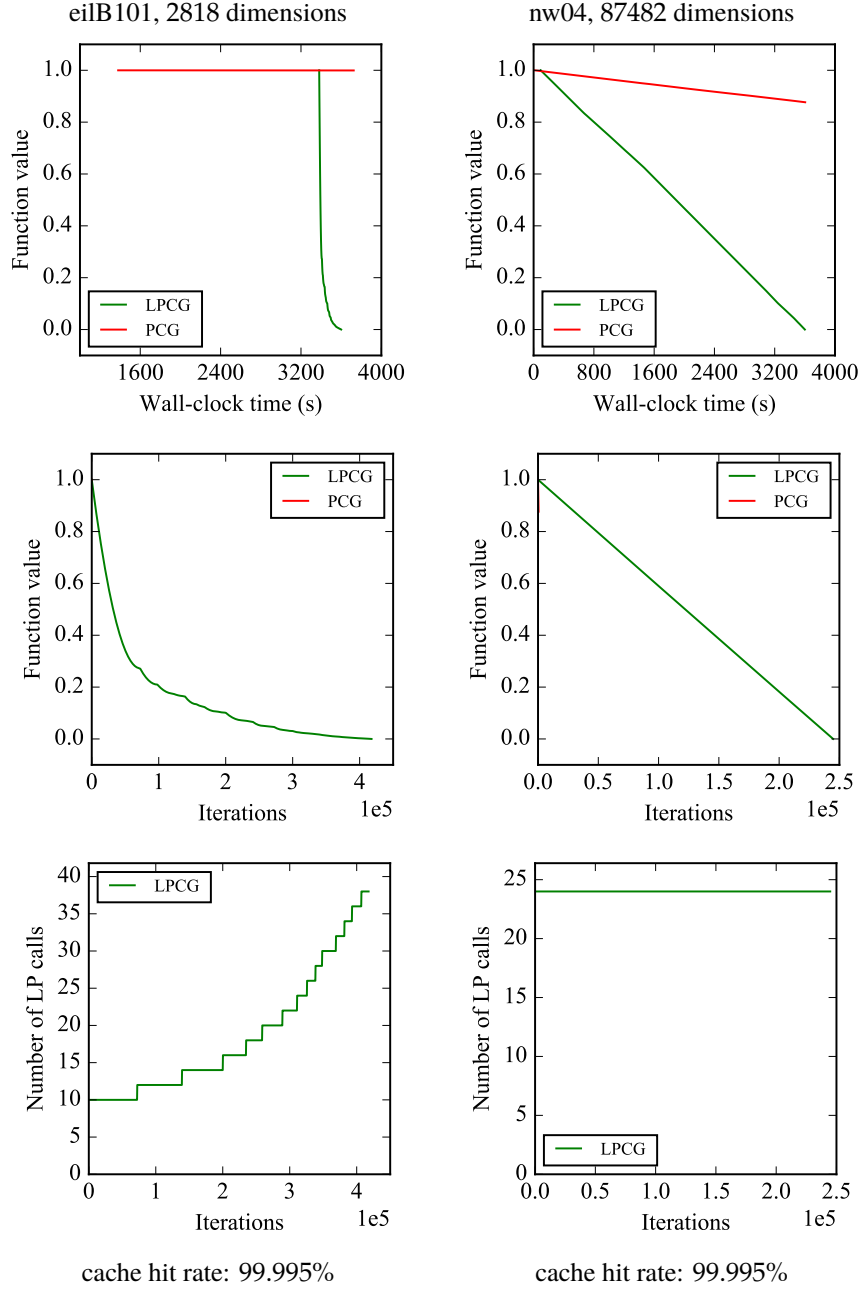 eilB101, 2818 dimensions
nw04, 87482 dimensions
1.0
0.8
0.6
0.4
0.2
0.0
Function value
LPCG
PCG
1600 2400 3200 4000
Wall-clock time (s)
1.0
0.8
0.6
0.4
0.2
0.0
Function value
LPCG
PCG
0 800 1600 2400 3200 4000
Wall-clock time (s)
1.0
0.8
0.6
0.4
0.2
0.0
Function value
LPCG
PCG
0 1 2 3 4
Iterations 1e5
1.0
0.8
0.6
0.4
0.2
0.0
Function value
LPCG
PCG
0.0 0.5 1.0 1.5 2.0 2.5
Iterations 1e5
40
35
30
25
20
15
10
5
0
Number of LP calls
LPCG
0 1 2 3 4
Iterations 1e5
25
20
15
10
5
0
Number of LP calls
LPCG
0.0 0.5 1.0 1.5 2.0 2.5
Iterations 1e5
cache hit rate: 99.995%
cache hit rate: 99.995%